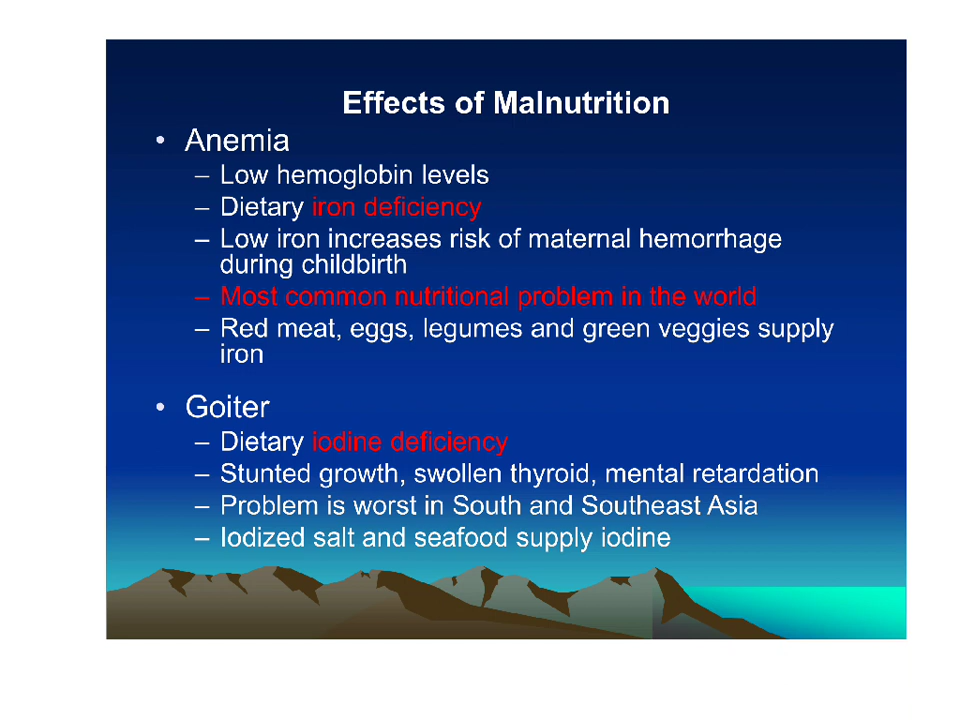 Effects of Malnutrition
• Anemia
– Low hemoglobin levels
– Dietary iron deficiency
– Low iron increases risk of maternal hemorrhage
during childbirth
– Most common nutritional problem in the world
– Red meat, eggs, legumes and green veggies supply
iron
• Goiter
– Dietary iodine deficiency
– Stunted growth, swollen thyroid, mental retardation
– Problem is worst in South and Southeast Asia
– Iodized salt and seafood supply iodine